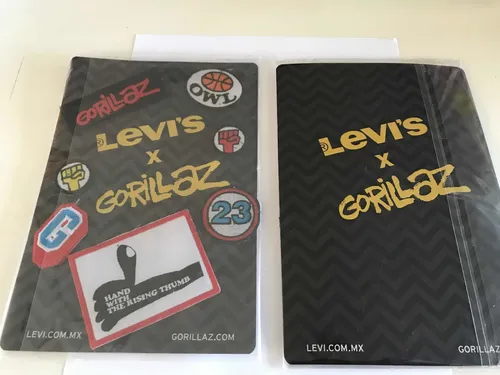 GORILLAZ
OWL
LEVI'S
X
GORILLAZ
G
23
HAND
WITH
THE RISING THUMB
LEVI.COM.MX
GORILLAZ.COM
LEVI'S
X
GORILLAZ
LEVI.COM.MX
GORILLAZ